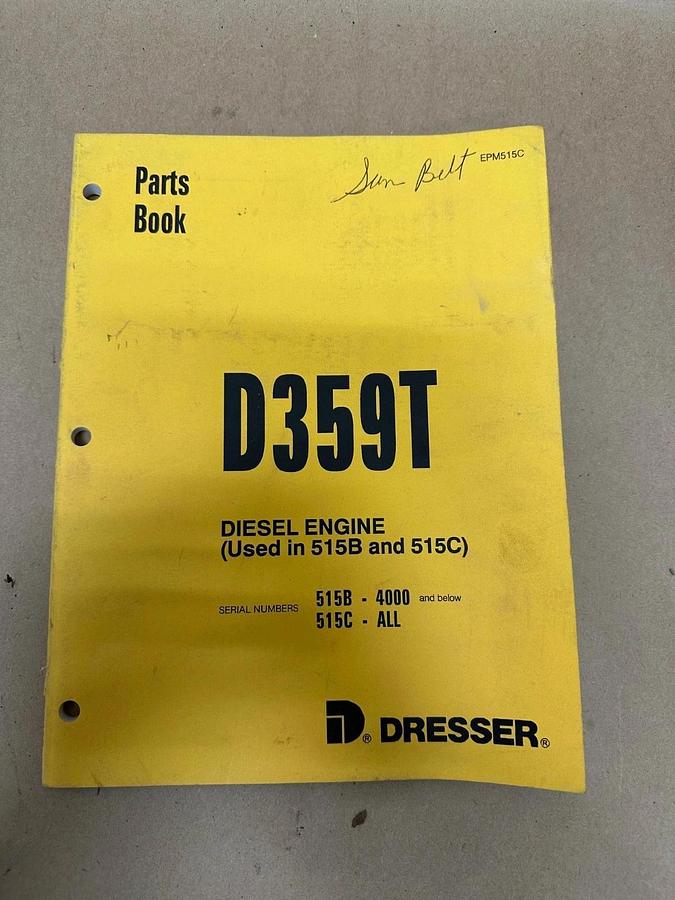 Parts
Book
Sun Belt
EPM515C
D359T
DIESEL ENGINE
(Used in 515B and 515C)
SERIAL NUMBERS
515B - 4000 and below
515C - ALL
D® DRESSER®